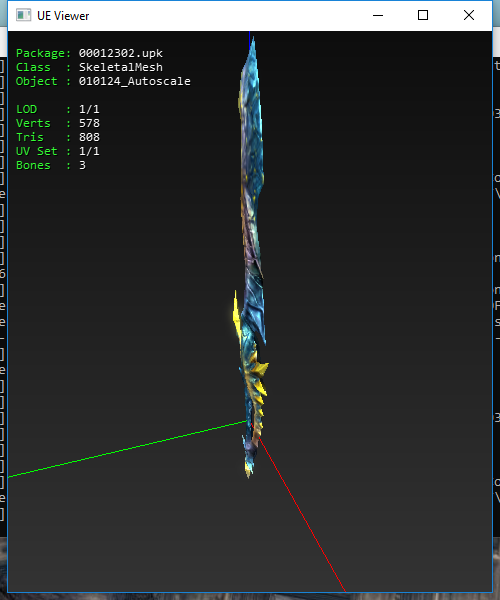 UE Viewer
Package: 00012302.upk
Class : SkeletalMesh
Object : 010124_Autoscale
LOD : 1/1
Verts : 578
Tris : 808
UV Set : 1/1
Bones : 3